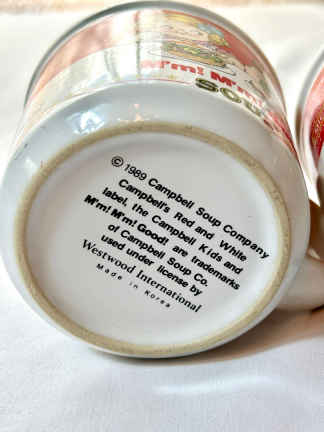 M'm! M'm!
SOU
© 1989 Campbell Soup Company
Campbell's Red and White
label, the Campbell Kids and
M'm! M'm! Good! are trademarks
of Campbell Soup Co.
used under license by
Westwood International
Made in Korea